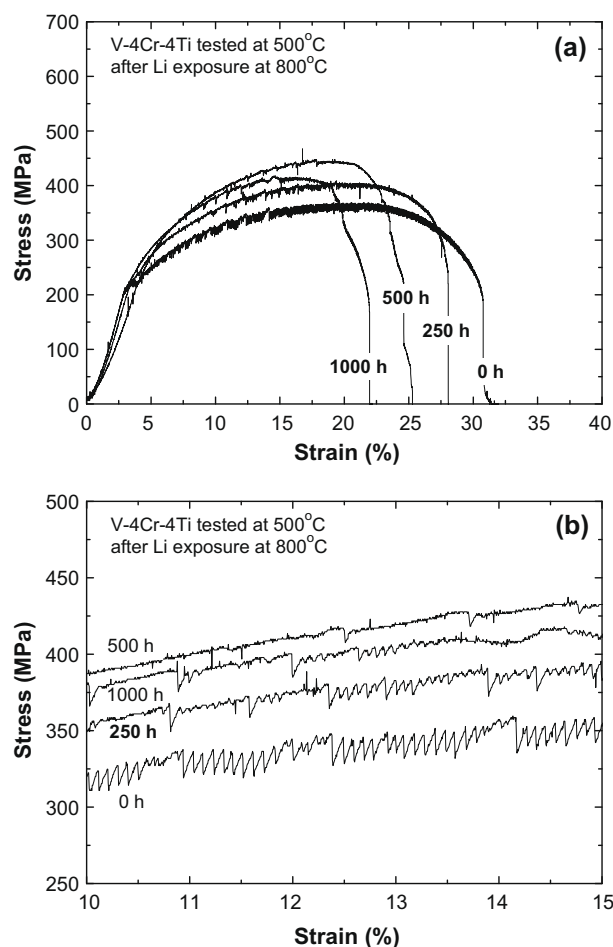 V-4Cr-4Ti tested at 500°C
after Li exposure at 800°C
(a)
700
600
500
400
300
200
100
0
Stress (MPa)
1000 h
500 h
250 h
0 h
0 5 10 15 20 25 30 35 40
Strain (%)
V-4Cr-4Ti tested at 500°C
after Li exposure at 800°C
(b)
500
450
400
350
300
250
Stress (MPa)
500 h
1000 h
250 h
0 h
10 11 12 13 14 15
Strain (%)